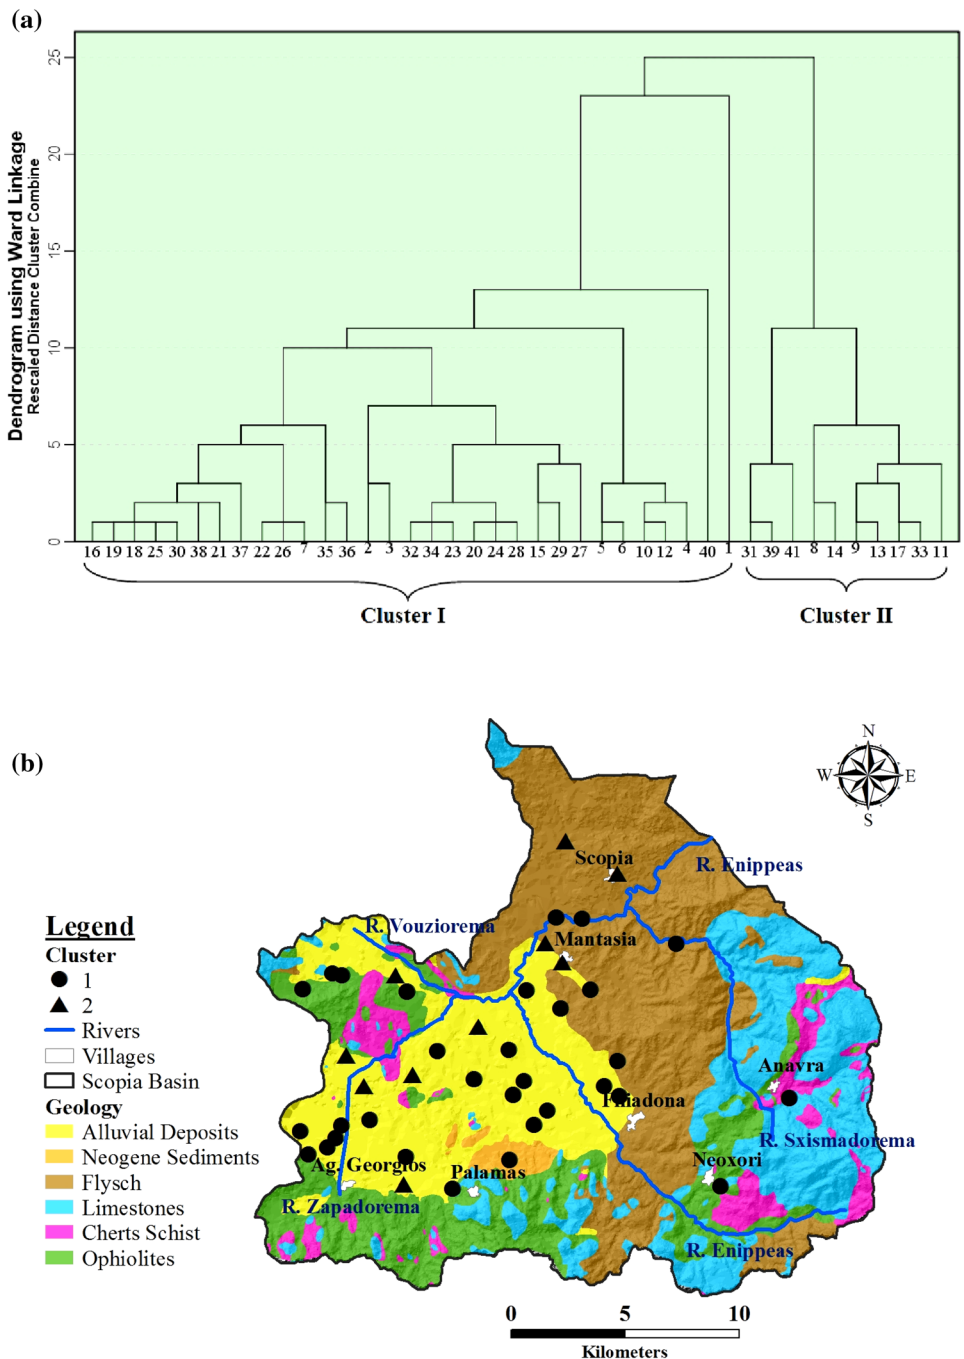 (a)
Dendrogram using Ward Linkage
Rescaled Distance Cluster Combine
25
20
15
10
5
0
16 19 18 25 30 38 21 37 22 26 7 35 36 2 3 32 34 23 20 24 28 15 29 27 5 6 10 12 4 40 1 31 39 41 8 14 9 13 17 33 11
Cluster I
Cluster II
(b)
N
W
E
S
Scopia
R. Enippeas
R. Vouziorema
Mantasia
Anavra
Filiadona
R. Sxismadorema
Neoxori
Ag. Georgios
Palamas
R. Zapadorema
R. Enippeas
Legend
Cluster
1
2
Rivers
Villages
Scopia Basin
Geology
Alluvial Deposits
Neogene Sediments
Flysch
Limestones
Cherts Schist
Ophiolites
0 5 10
Kilometers